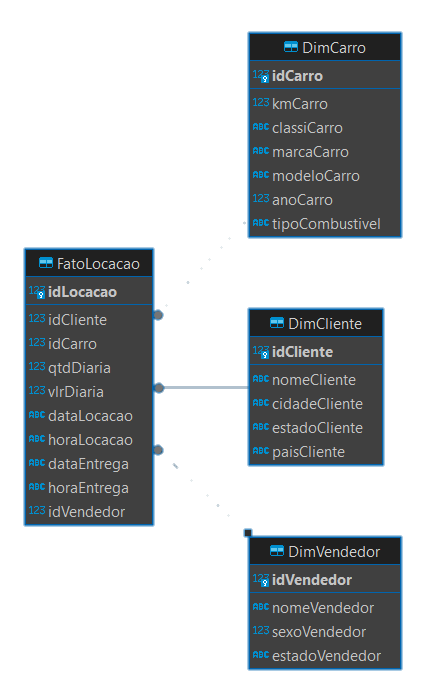 DimCarro
123 idCarro
123 kmCarro
ABC classiCarro
ABC marcaCarro
ABC modeloCarro
123 anoCarro
ABC tipoCombustivel
FatoLocacao
123 idLocacao
123 idCliente
123 idCarro
123 qtdDiaria
123 vlrDiaria
ABC dataLocacao
ABC horaLocacao
ABC dataEntrega
ABC horaEntrega
123 idVendedor
DimCliente
123 idCliente
ABC nomeCliente
ABC cidadeCliente
ABC estadoCliente
ABC paisCliente
DimVendedor
123 idVendedor
ABC nomeVendedor
123 sexoVendedor
ABC estadoVendedor